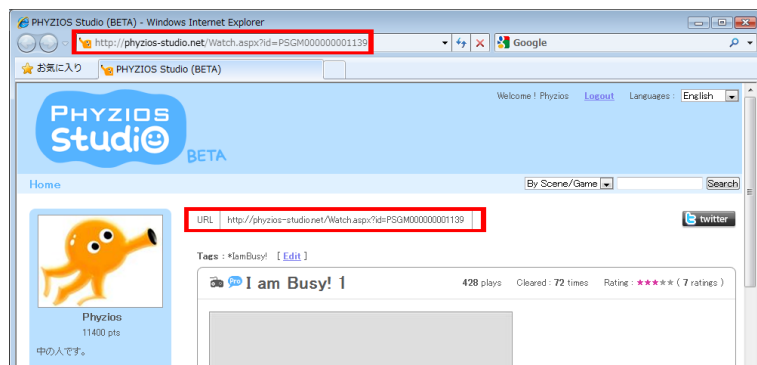 PHYZIOS Studio (BETA) - Windows Internet Explorer
http://phyzios-studio.net/Watch.aspx?id=PSGM000000001139
Google
お気に入り
PHYZIOS Studio (BETA)
PHYZIOS
Studio
BETA
Welcome ! Phyzios Logout Languages : English
Home
By Scene/Game Search
URL http://phyzios-studio.net/Watch.aspx?id=PSGM000000001139
twitter
Tags : *IamBusy! [ Edit ]
Pro I am Busy! 1
428 plays Cleared : 72 times Rating : ★★★★★ ( 7 ratings )
Phyzios
11400 pts
中の人です。